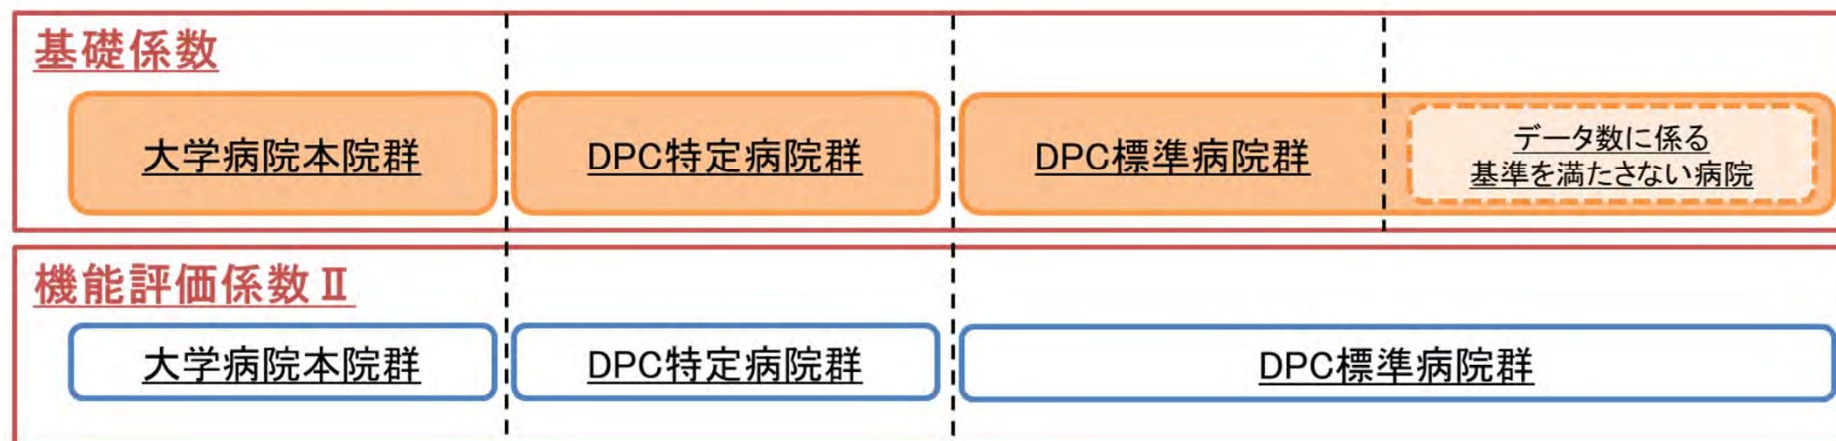 基礎係数
大学病院本院群
DPC特定病院群
DPC標準病院群
データ数に係る
基準を満たさない病院
機能評価係数Ⅱ
大学病院本院群
DPC特定病院群
DPC標準病院群